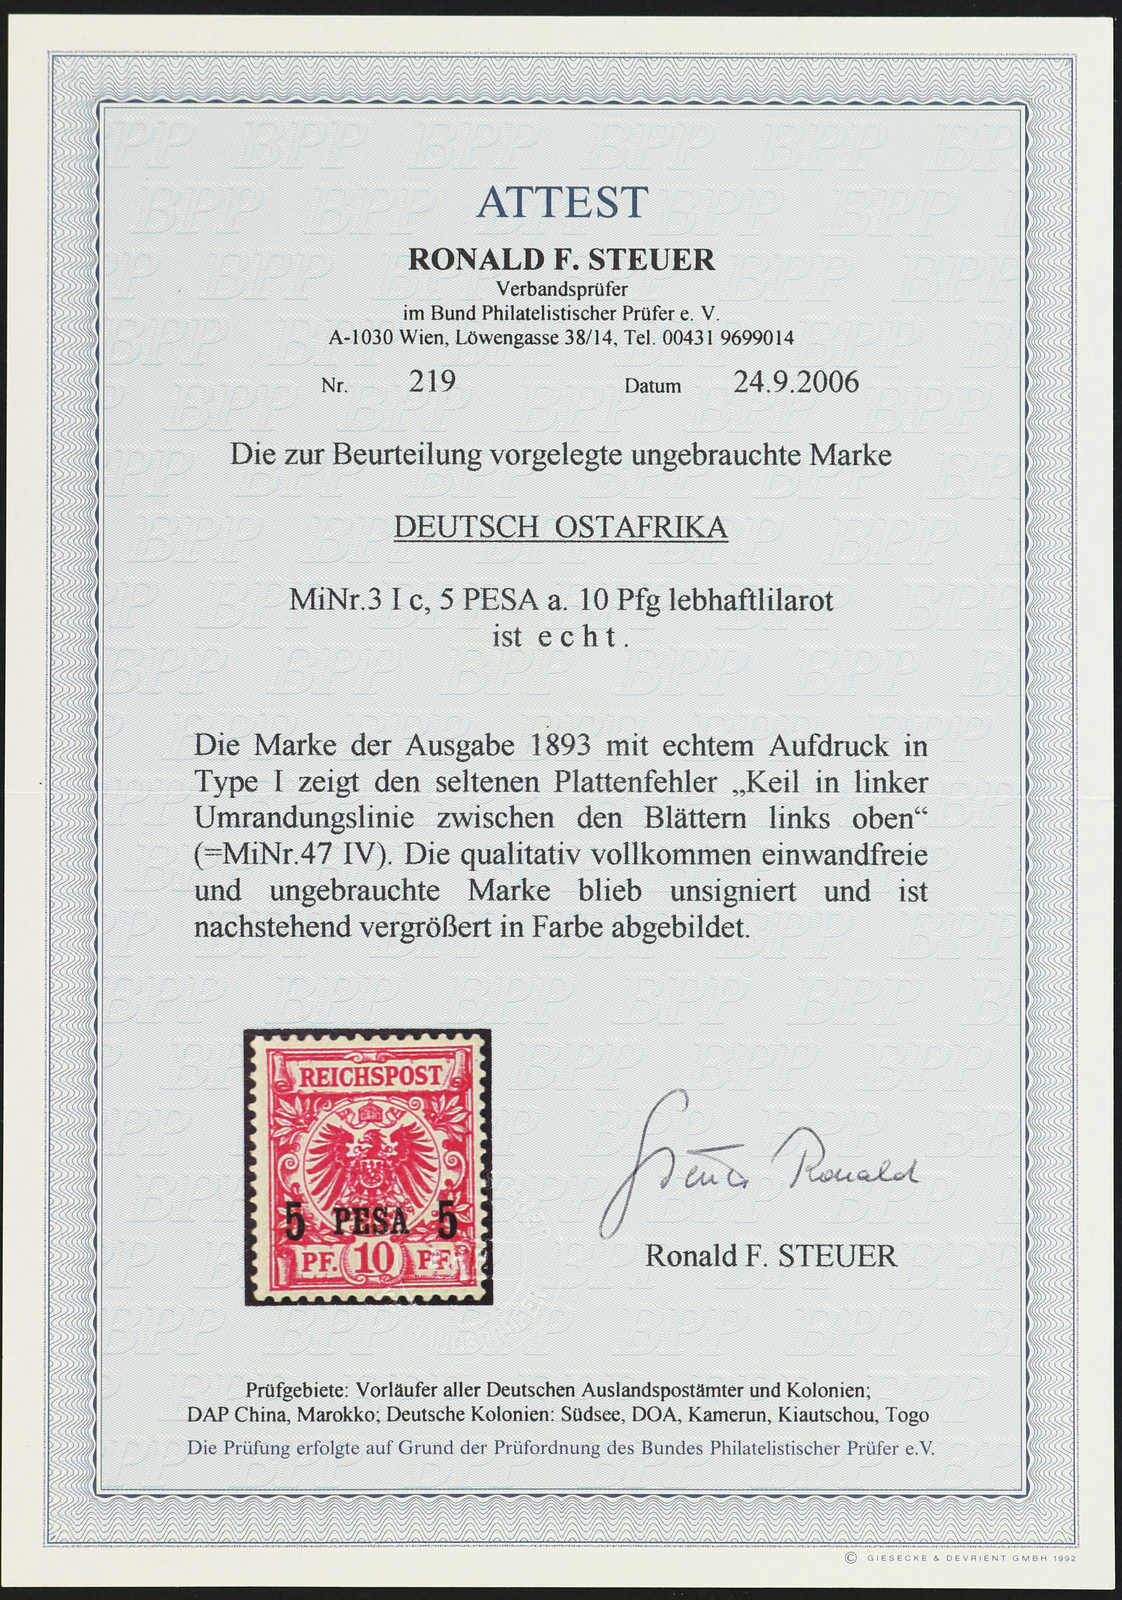 ATTEST
RONALD F. STEUER
Verbandsprüfer
im Bund Philatelistischer Prüfer e. V.
A-1030 Wien, Löwengasse 38/14, Tel. 00431 9699014
Nr. 219 Datum 24.9.2006
Die zur Beurteilung vorgelegte ungebrauchte Marke
DEUTSCH OSTAFRIKA
MiNr.3 I c, 5 PESA a. 10 Pfg lebhaftlilarot
ist e c h t .
Die Marke der Ausgabe 1893 mit echtem Aufdruck in
Type I zeigt den seltenen Plattenfehler „Keil in linker
Umrandungslinie zwischen den Blättern links oben“
(=MiNr.47 IV). Die qualitativ vollkommen einwandfreie
und ungebrauchte Marke blieb unsigniert und ist
nachstehend vergrößert in Farbe abgebildet.
REICHSPOST
5 PESA 5
PF. 10 PF.
Steuer Ronald
Ronald F. STEUER
Prüfgebiete: Vorläufer aller Deutschen Auslandspostämter und Kolonien;
DAP China, Marokko; Deutsche Kolonien: Südsee, DOA, Kamerun, Kiautschou, Togo
Die Prüfung erfolgte auf Grund der Prüfordnung des Bundes Philatelistischer Prüfer e.V.
© GIESECKE & DEVRIENT GMBH 1992